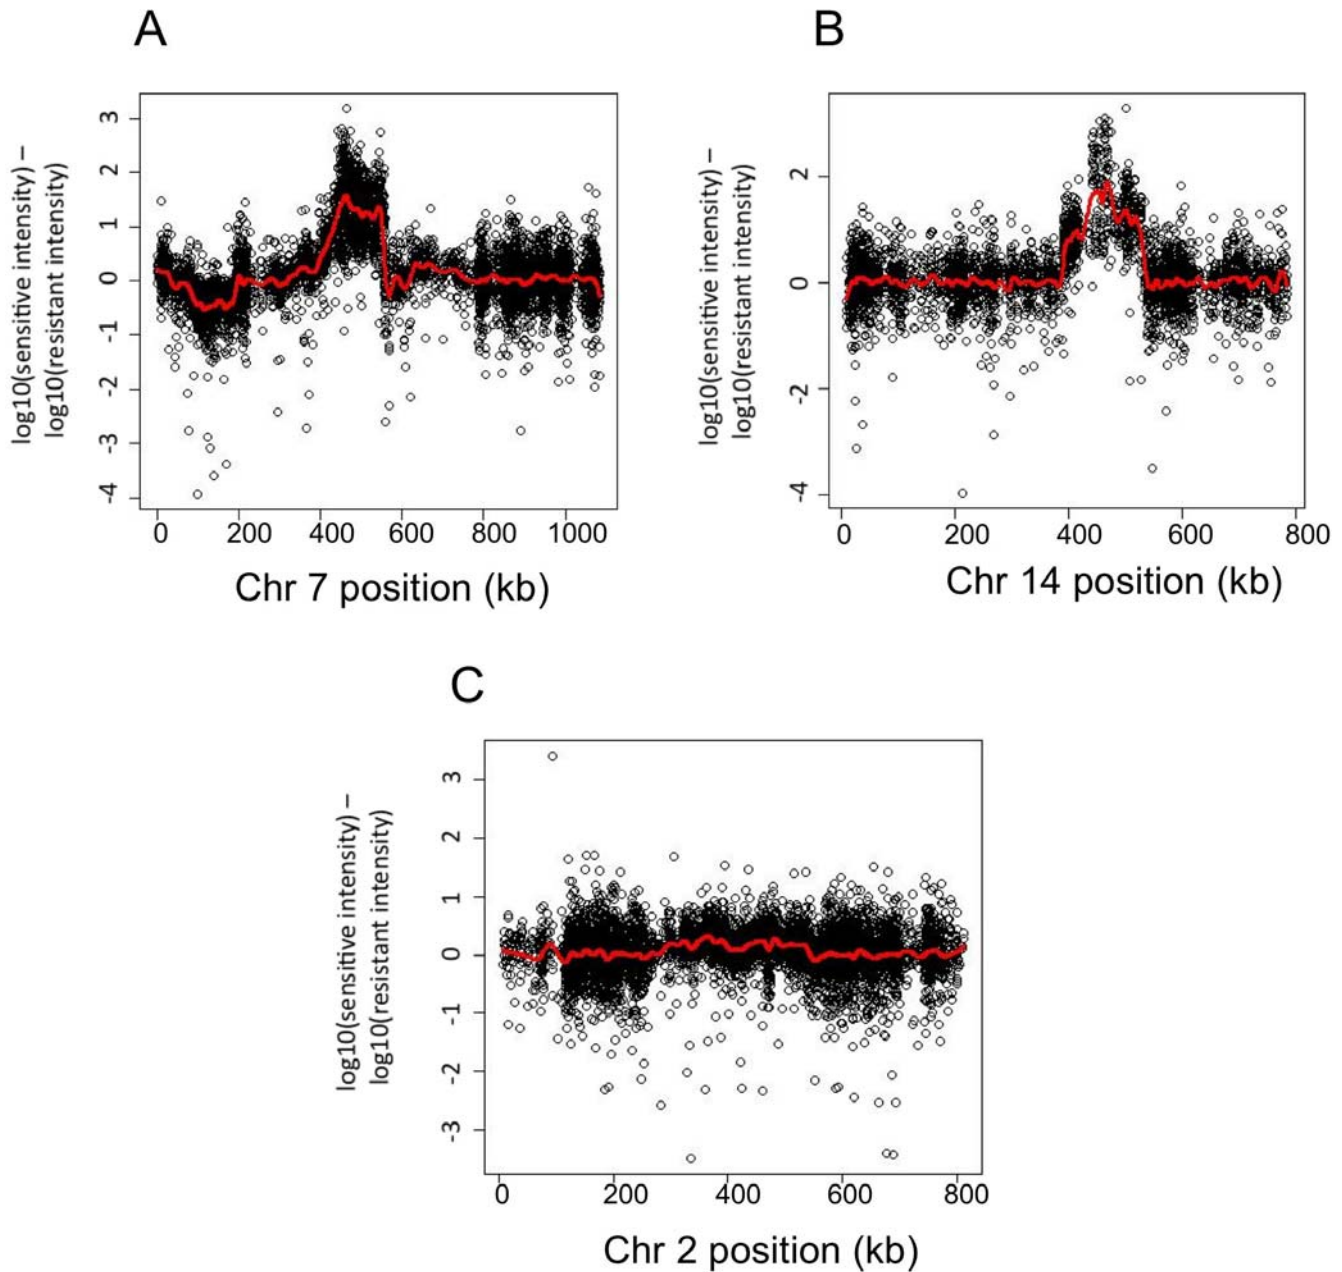 A
log10(sensitive intensity) –
log10(resistant intensity)
3
2
1
0
-1
-2
-3
-4
0 200 400 600 800 1000
Chr 7 position (kb)
B
log10(sensitive intensity) –
log10(resistant intensity)
2
0
-2
-4
0 200 400 600 800
Chr 14 position (kb)
C
log10(sensitive intensity) –
log10(resistant intensity)
3
2
1
0
-1
-2
-3
0 200 400 600 800
Chr 2 position (kb)